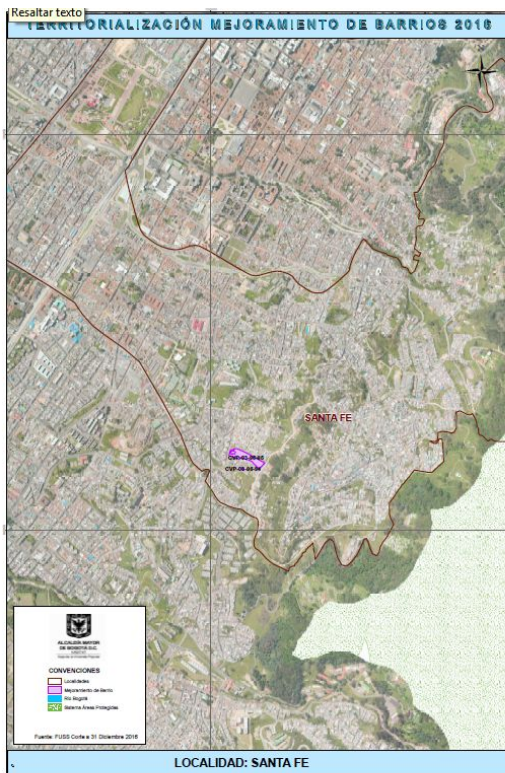 Resaltar texto
TERRITORIALIZACIÓN MEJORAMIENTO DE BARRIOS 2016
SANTA FE
ALCALDÍA MAYOR
DE BOGOTÁ D.C.
CONVENCIONES
Localidades
Mejoramiento de Barrio
Río Bogotá
Sistema Áreas Protegidas
Fuente: FUSS Corte a 31 Diciembre 2016
LOCALIDAD: SANTA FE